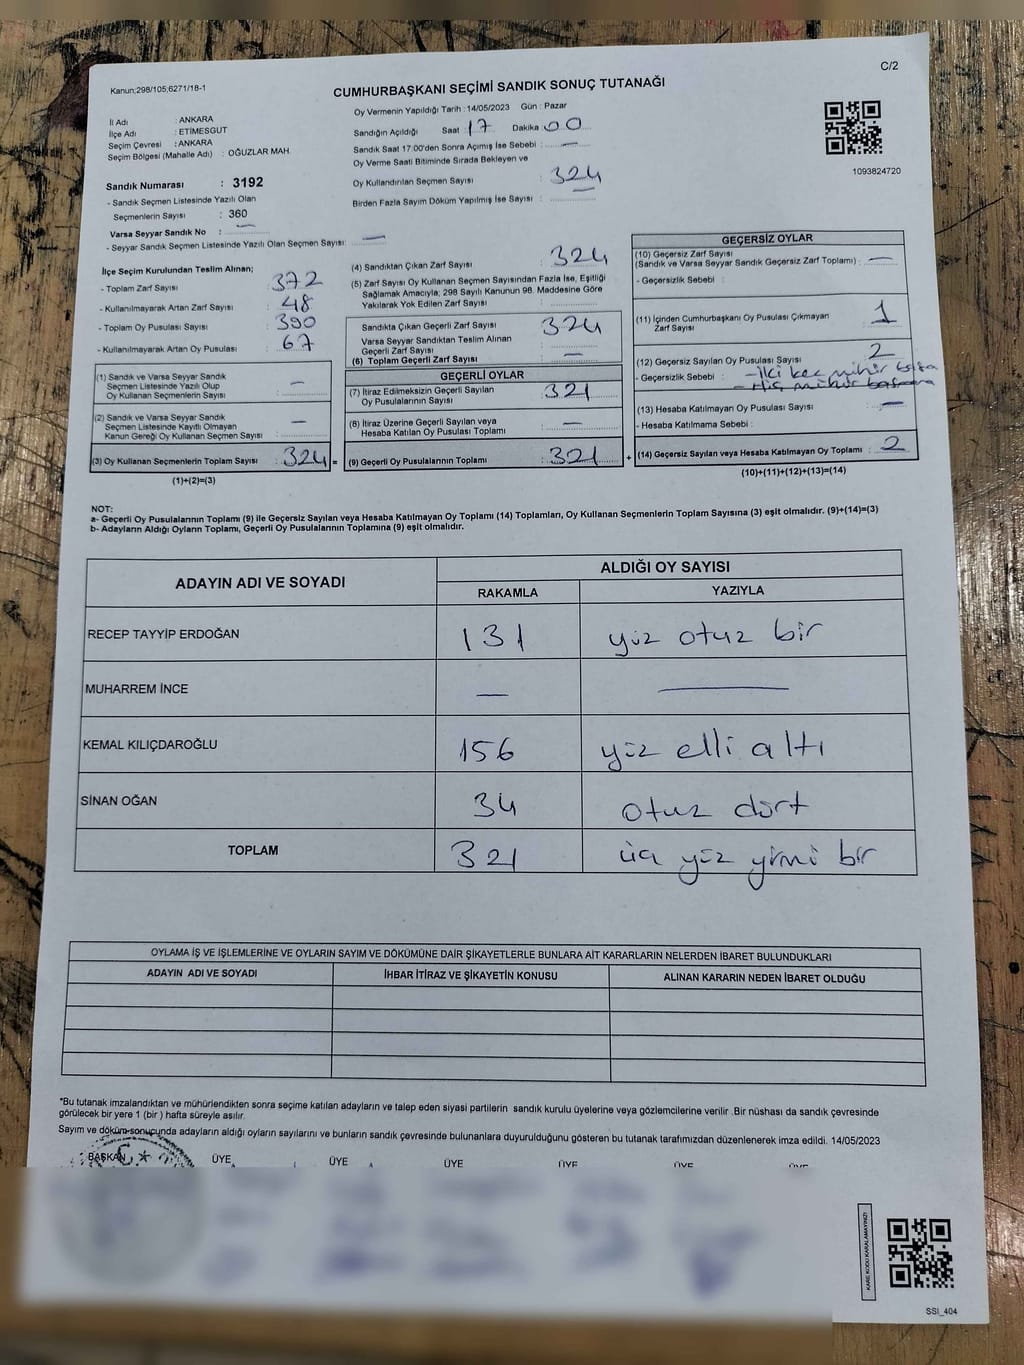 C/2
Kanun;298/105;6271/18-1
CUMHURBAŞKANI SEÇİMİ SANDIK SONUÇ TUTANAĞI
Oy Vermenin Yapıldığı Tarih :14/05/2023 Gün : Pazar
İl Adı : ANKARA
İlçe Adı : ETİMESGUT
Seçim Çevresi : ANKARA
Seçim Bölgesi (Mahalle Adı) : OĞUZLAR MAH.
Sandığın Açıldığı Saat :17 Dakika :00
Sandık Saat 17:00'den Sonra Açımış İse Sebebi : —
Oy Verme Saati Bitiminde Sırada Bekleyen ve
Oy Kullandırılan Seçmen Sayısı : 324
Birden Fazla Sayım Döküm Yapılmış İse Sayısı :
1093824720
Sandık Numarası : 3192
- Sandık Seçmen Listesinde Yazılı Olan
Seçmenlerin Sayısı : 360
Varsa Seyyar Sandık No : —
- Seyyar Sandık Seçmen Listesinde Yazılı Olan Seçmen Sayısı: —
İlçe Seçim Kurulundan Teslim Alınan;
- Toplam Zarf Sayısı : 372
- Kullanılmayarak Artan Zarf Sayısı : 48
- Toplam Oy Pusulası Sayısı : 390
- Kullanılmayarak Artan Oy Pusulası : 67
(1) Sandık ve Varsa Seyyar Sandık
Seçmen Listesinde Yazılı Olup
Oy Kullanan Seçmenlerin Sayısı : —
(2) Sandık ve Varsa Seyyar Sandık
Seçmen Listesinde Kayıtlı Olmayan
Kanun Gereği Oy Kullanan Seçmen Sayısı : —
(3) Oy Kullanan Seçmenlerin Toplam Sayısı : 324 =
(1)+(2)=(3)
(4) Sandıktan Çıkan Zarf Sayısı : 324
(5) Zarf Sayısı Oy Kullanan Seçmen Sayısından Fazla İse, Eşitliği
Sağlamak Amacıyla; 298 Sayılı Kanunun 98. Maddesine Göre
Yakılarak Yok Edilen Zarf Sayısı :
Sandıkta Çıkan Geçerli Zarf Sayısı : 324
Varsa Seyyar Sandıktan Teslim Alınan
Geçerli Zarf Sayısı : —
(6) Toplam Geçerli Zarf Sayısı :
GEÇERLİ OYLAR
(7) İtiraz Edilmeksizin Geçerli Sayılan
Oy Pusulalarının Sayısı : 321
(8) İtiraz Üzerine Geçerli Sayılan veya
Hesaba Katılan Oy Pusulası Toplamı : —
(9) Geçerli Oy Pusulalarının Toplamı : 321 +
GEÇERSİZ OYLAR
(10) Geçersiz Zarf Sayısı
(Sandık ve Varsa Seyyar Sandık Geçersiz Zarf Toplamı) : —
- Geçersizlik Sebebi :
(11) İçinden Cumhurbaşkanı Oy Pusulası Çıkmayan
Zarf Sayısı : 1
(12) Geçersiz Sayılan Oy Pusulası Sayısı : 2
- Geçersizlik Sebebi : -İki kez mühür basma
- Hiç mühür basmama
(13) Hesaba Katılmayan Oy Pusulası Sayısı : —
- Hesaba Katılmama Sebebi :
(14) Geçersiz Sayılan veya Hesaba Katılmayan Oy Toplamı : 2
(10)+(11)+(12)+(13)=(14)
NOT:
a- Geçerli Oy Pusulalarının Toplamı (9) ile Geçersiz Sayılan veya Hesaba Katılmayan Oy Toplamı (14) Toplamları, Oy Kullanan Seçmenlerin Toplam Sayısına (3) eşit olmalıdır. (9)+(14)=(3)
b- Adayların Aldığı Oyların Toplamı, Geçerli Oy Pusulalarının Toplamına (9) eşit olmalıdır.
ADAYIN ADI VE SOYADI ALDIĞI OY SAYISI
RAKAMLA YAZIYLA
RECEP TAYYİP ERDOĞAN 131 yüz otuz bir
MUHARREM İNCE — —
KEMAL KILIÇDAROĞLU 156 yüz elli altı
SİNAN OĞAN 34 otuz dört
TOPLAM 321 üç yüz yirmi bir
OYLAMA İŞ VE İŞLEMLERİNE VE OYLARIN SAYIM VE DÖKÜMÜNE DAİR ŞİKAYETLERLE BUNLARA AİT KARARLARIN NELERDEN İBARET BULUNDUKLARI
ADAYIN ADI VE SOYADI İHBAR İTİRAZ VE ŞİKAYETİN KONUSU ALINAN KARARIN NEDEN İBARET OLDUĞU
*Bu tutanak imzalandıktan ve mühürlendikten sonra seçime katılan adayların ve talep eden siyasi partilerin sandık kurulu üyelerine veya gözlemcilerine verilir .Bir nüshası da sandık çevresinde
görülecek bir yere 1 (bir ) hafta süreyle asılır.
Sayım ve döküm sonucunda adayların aldığı oyların sayılarını ve bunların sandık çevresinde bulunanlara duyurulduğunu gösteren bu tutanak tarafımızdan düzenlenerek imza edildi. 14/05/2023
BAŞKAN ÜYE ÜYE ÜYE ÜYE ÜYE ÜYE
KARE KODU KARALAMAYINIZ!
SSI_404